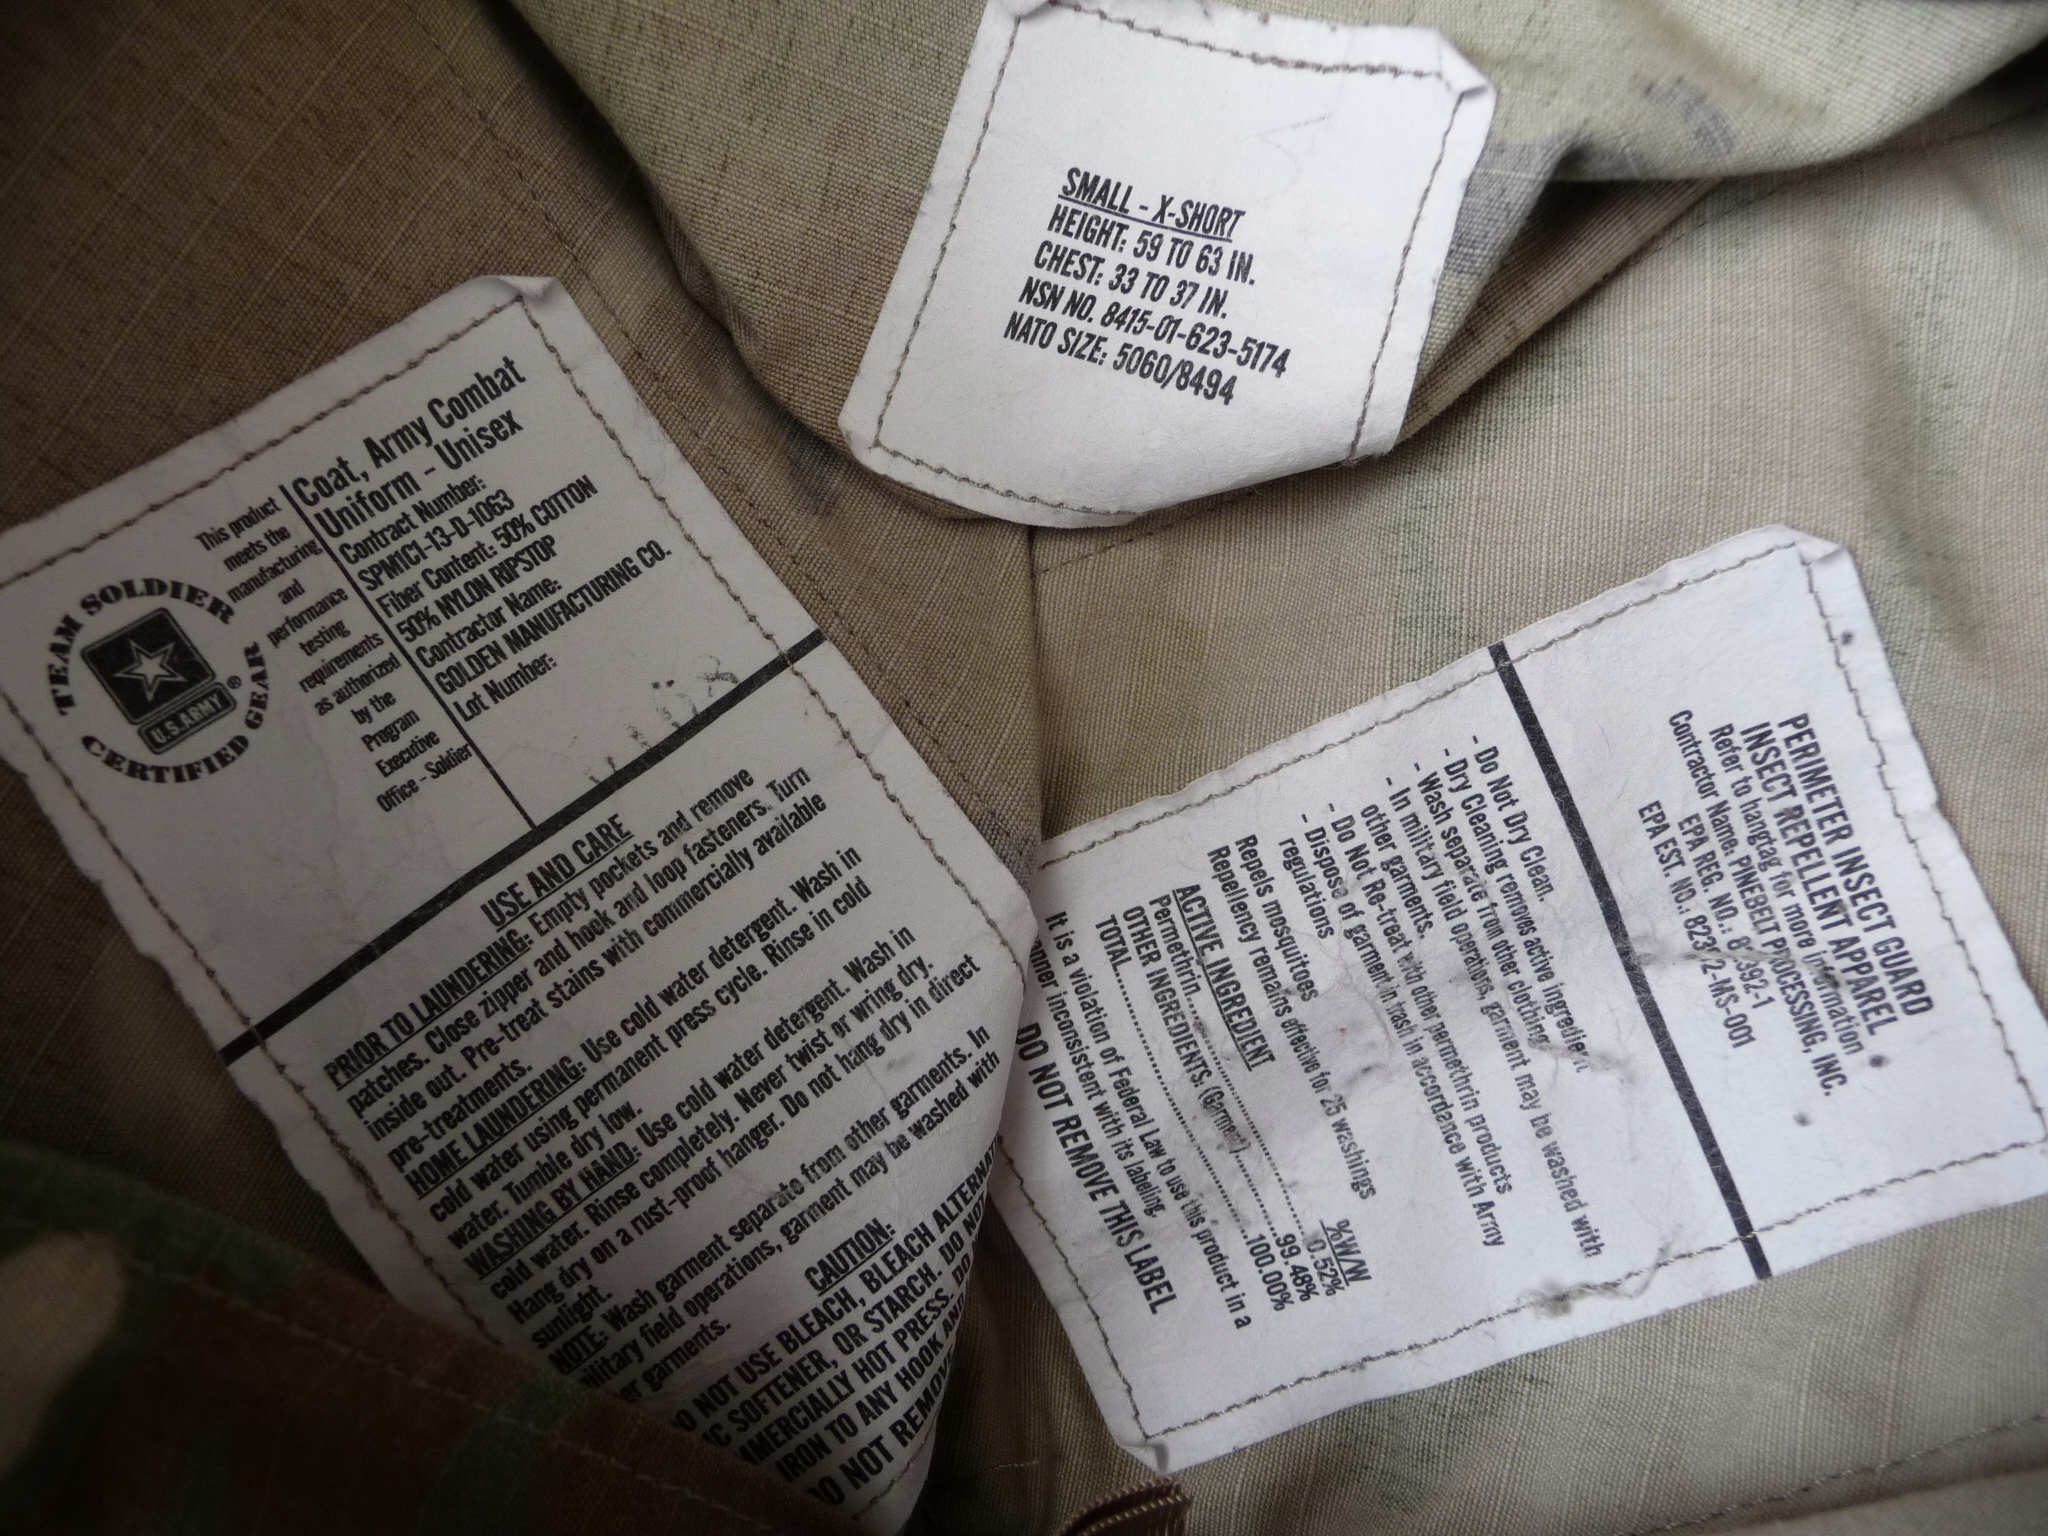 SMALL - X-SHORT
HEIGHT: 59 TO 63 IN.
CHEST: 33 TO 37 IN.
NSN NO. 8415-01-623-5174
NATO SIZE: 5060/8494
TEAM SOLDIER
U.S.ARMY ®
CERTIFIED GEAR
This product
meets the
manufacturing
and
performance
testing
requirements
as authorized
by the
Program
Executive
Office - Soldier
Coat, Army Combat
Uniform - Unisex
Contract Number:
SPM1C1-13-D-1063
Fiber Content: 50% COTTON
50% NYLON RIPSTOP
Contractor Name:
GOLDEN MANUFACTURING CO.
Lot Number:
USE AND CARE
PRIOR TO LAUNDERING: Empty pockets and remove
patches. Close zipper and hook and loop fasteners. Turn
inside out. Pre-treat stains with commercially available
pre-treatments.
HOME LAUNDERING: Use cold water detergent. Wash in
cold water using permanent press cycle. Rinse in cold
water. Tumble dry low.
WASHING BY HAND: Use cold water detergent. Wash in
cold water. Rinse completely. Never twist or wring dry.
Hang dry on a rust-proof hanger. Do not hang dry in direct
sunlight.
NOTE: Wash garment separate from other garments. In
military field operations, garment may be washed with
garments.
CAUTION:
NOT USE BLEACH, BLEACH
SOFTENER, OR STARCH. DO NOT
HOT PRESS. DO
IRON TO ANY HOOK AND
NOT REMOVE
PERIMETER INSECT GUARD
INSECT REPELLENT APPAREL
Refer to hangtag for more information
Contractor Name: PINEBELT PROCESSING, INC.
EPA REG. NO.:
EPA EST. NO.:
- Do Not Dry Clean.
- Dry Cleaning removes active ingredient
- Wash separate from other clothing
- In military field operations, garment may be washed with
other garments.
- Do Not Re-treat with other permethrin products
- Dispose of garment in trash in accordance with Army
regulations
Repels mosquitoes
Repellency remains effective for 25 washings
ACTIVE INGREDIENT %W/W
Permethrin..........0.52%
OTHER INGREDIENTS: (Garment)..........99.48%
TOTAL..........100.00%
It is a violation of Federal Law to use this product in a
manner inconsistent with its labeling.
DO NOT REMOVE THIS LABEL